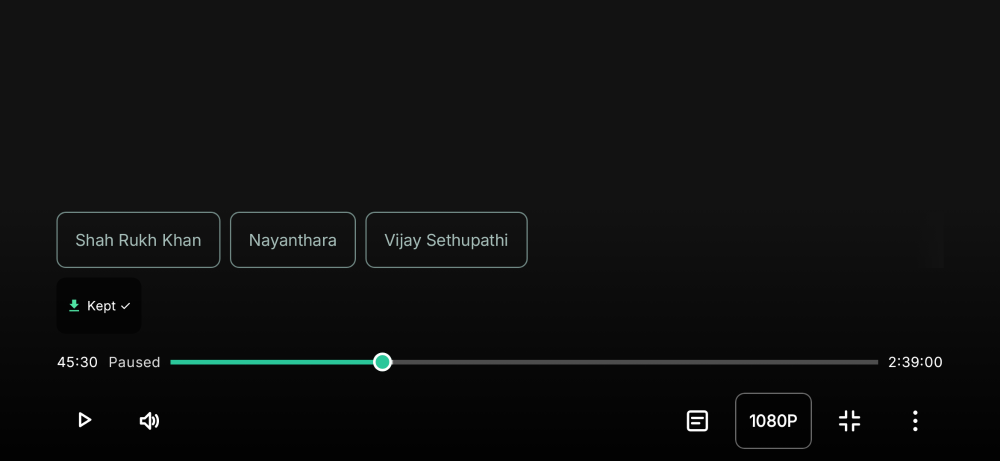 Shah Rukh Khan Nayanthara Vijay Sethupathi
Kept ✓
45:30 Paused 2:39:00
1080P